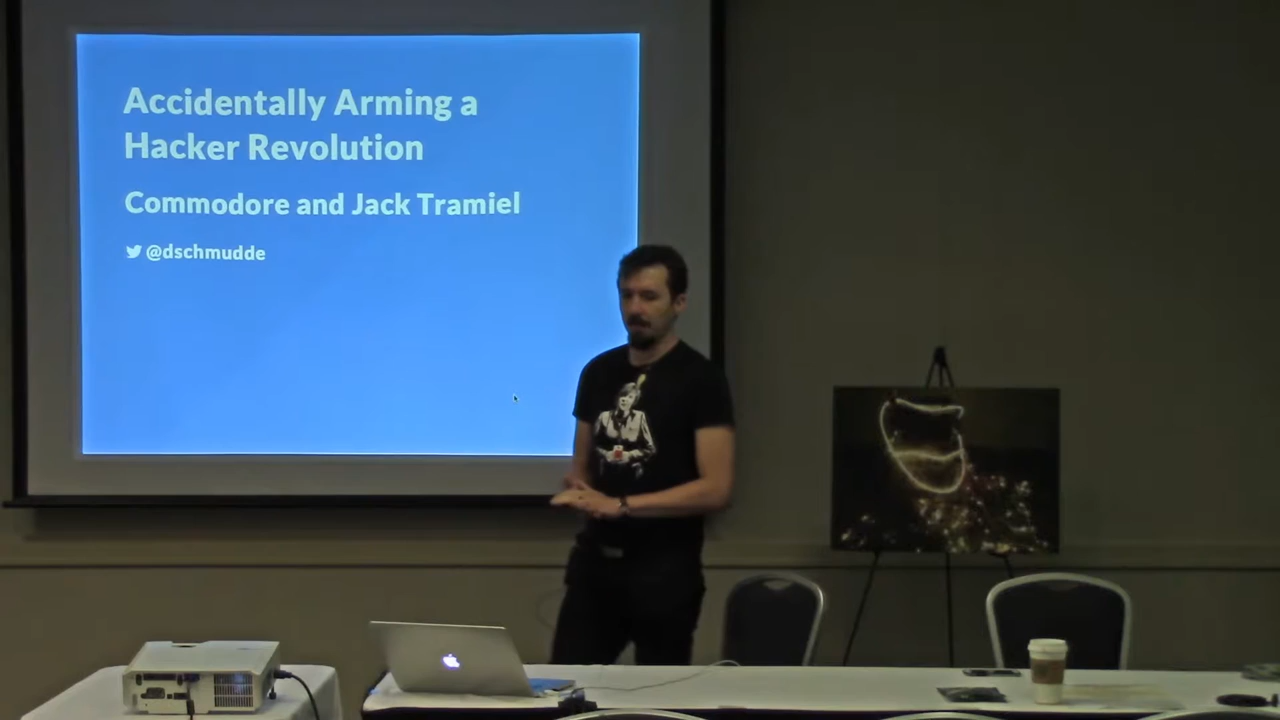 Accidentally Arming a
Hacker Revolution
Commodore and Jack Tramiel
@dschmudde